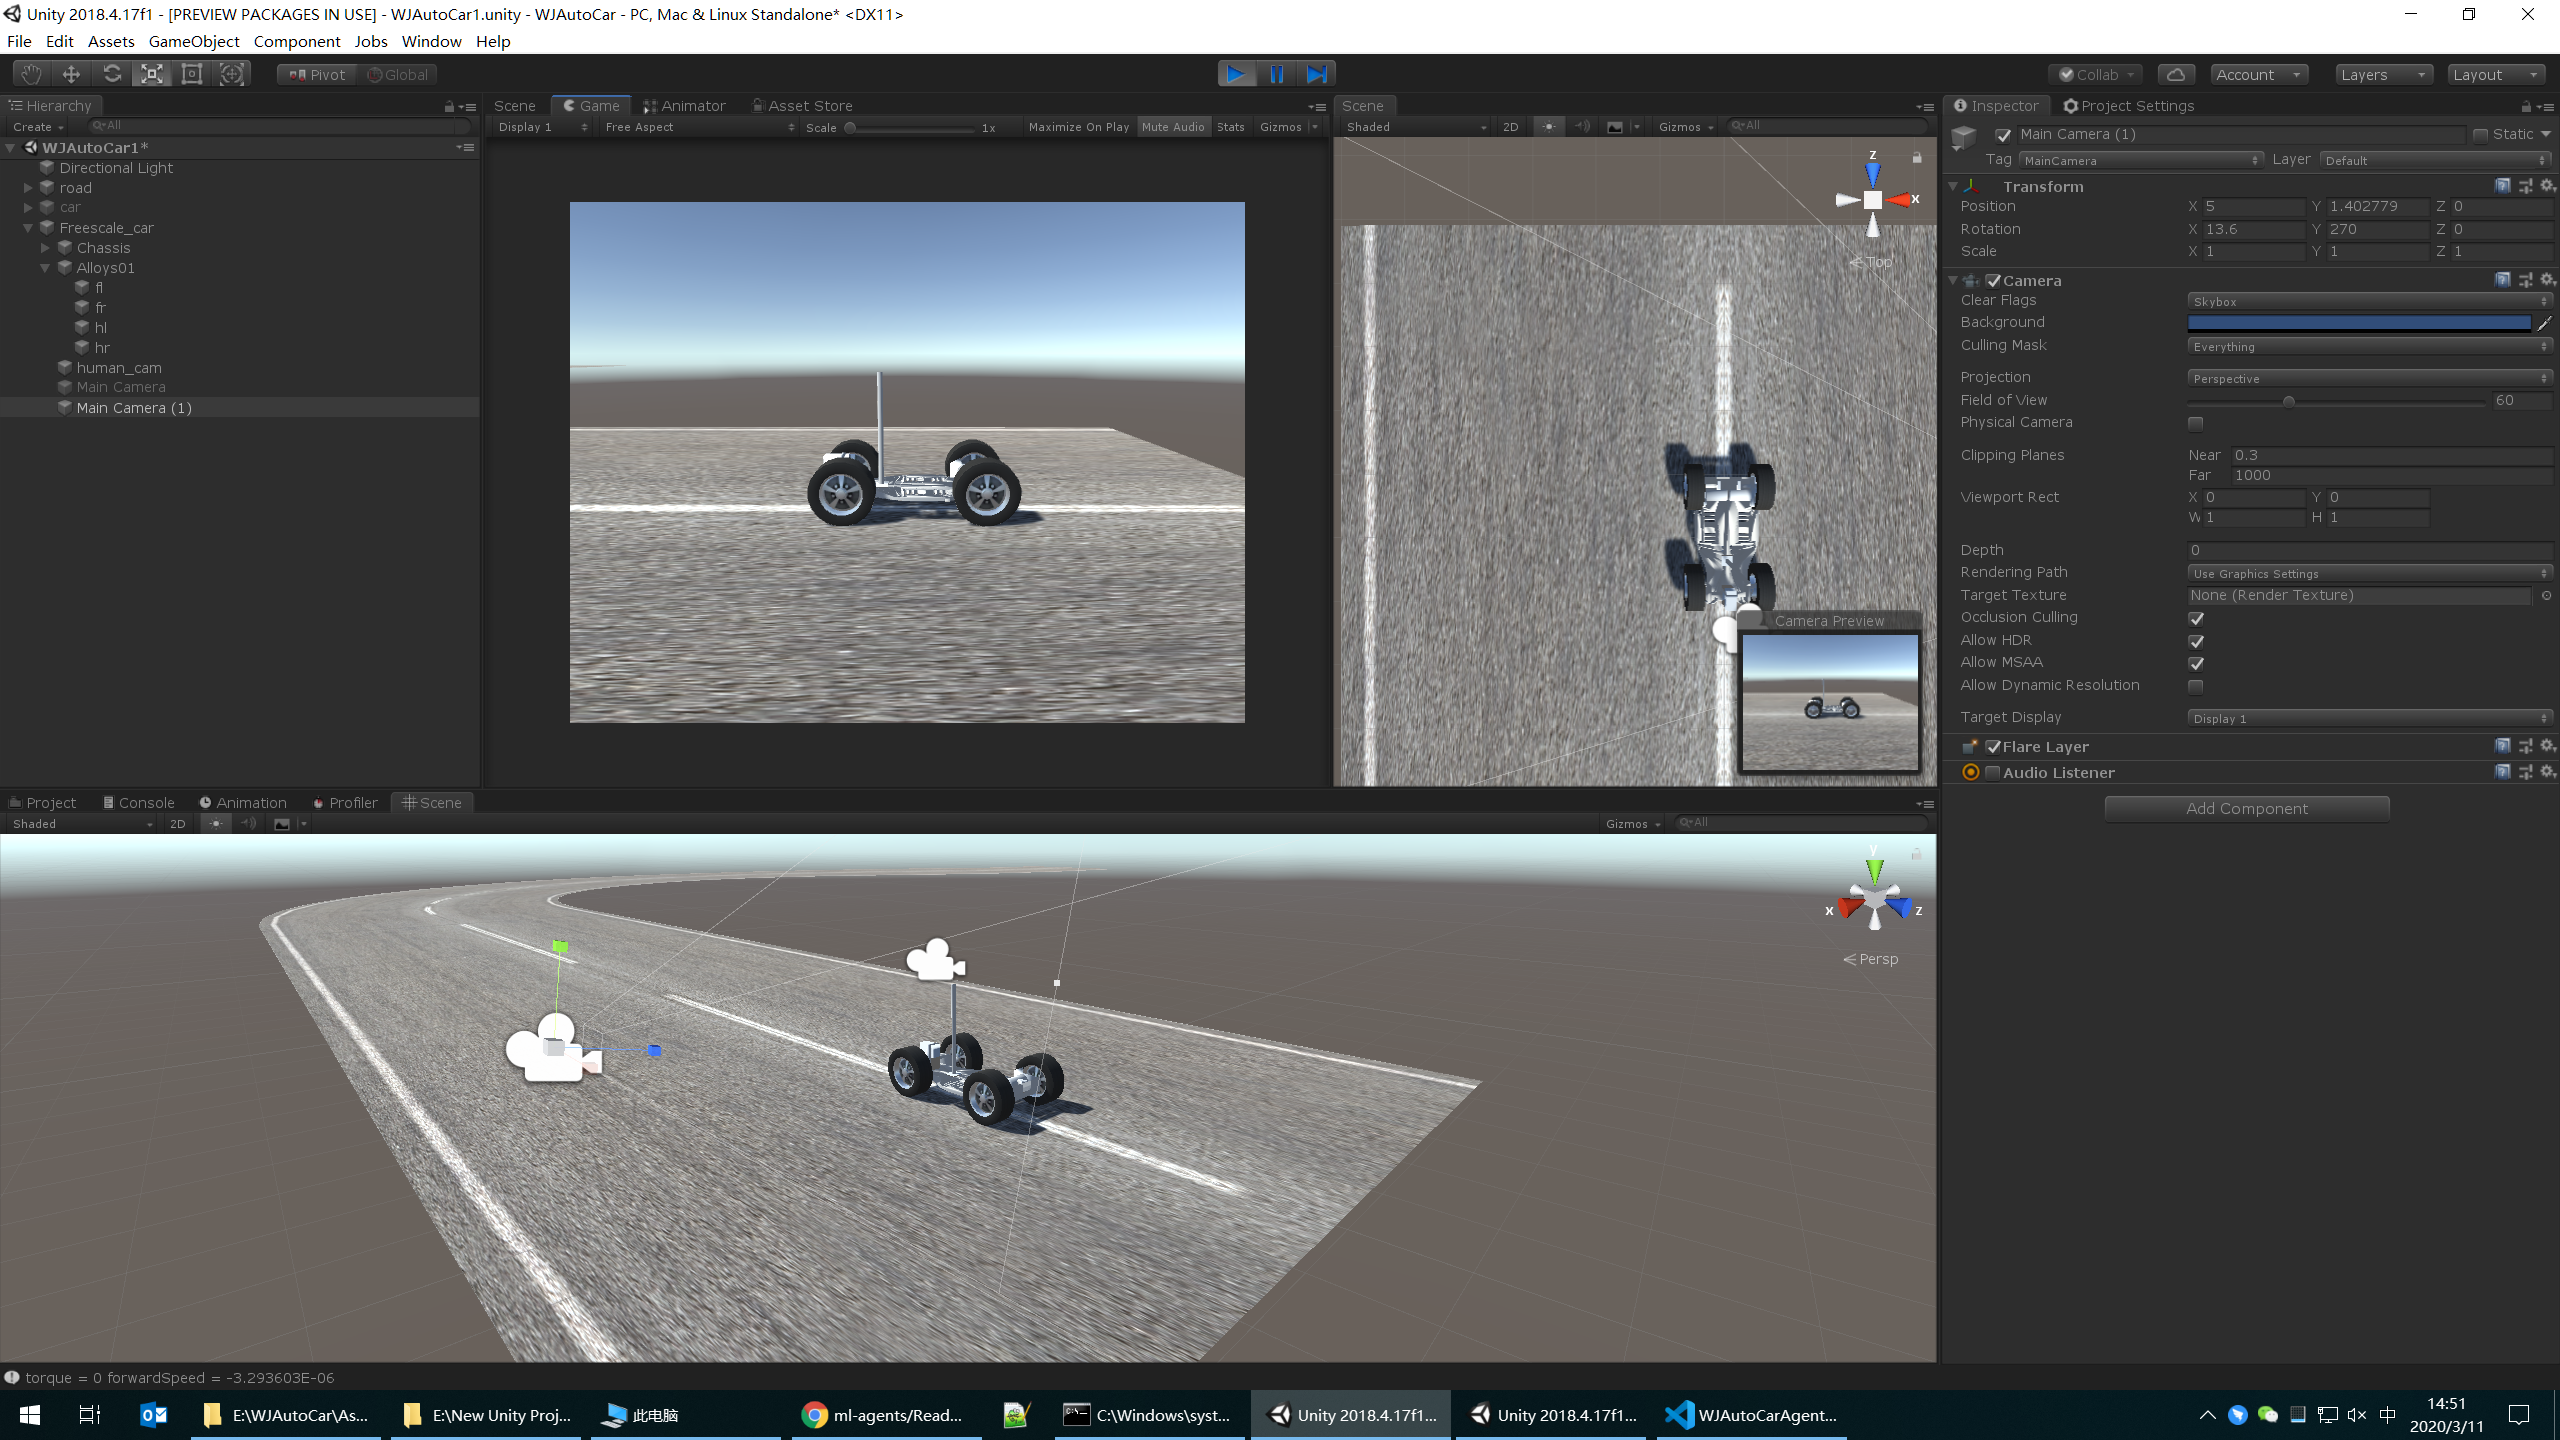 Unity 2018.4.17f1 - [PREVIEW PACKAGES IN USE] - WJAutoCar1.unity - WJAutoCar - PC, Mac & Linux Standalone* <DX11>
File Edit Assets GameObject Component Jobs Window Help
Pivot Global Collab Account Layers Layout
Hierarchy Scene Game Animator Asset Store Scene Inspector Project Settings
Create All Display 1 Free Aspect Scale 1x Maximize On Play Mute Audio Stats Gizmos Shaded 2D Gizmos All
WJAutoCar1*
Directional Light
road
car
Freescale_car
Chassis
Alloys01
fl
fr
hl
hr
human_cam
Main Camera
Main Camera (1)
z
x
Top
Camera Preview
Main Camera (1) Static
Tag MainCamera Layer Default
Transform
Position X 5 Y 1.402779 Z 0
Rotation X 13.6 Y 270 Z 0
Scale X 1 Y 1 Z 1
Camera
Clear Flags Skybox
Background
Culling Mask Everything
Projection Perspective
Field of View 60
Physical Camera
Clipping Planes Near 0.3
Far 1000
Viewport Rect X 0 Y 0
W 1 H 1
Depth 0
Rendering Path Use Graphics Settings
Target Texture None (Render Texture)
Occlusion Culling
Allow HDR
Allow MSAA
Allow Dynamic Resolution
Target Display Display 1
Flare Layer
Audio Listener
Add Component
Project Console Animation Profiler Scene
Shaded 2D Gizmos All
y
x z
Persp
torque = 0 forwardSpeed = -3.293603E-06
E:\WJAutoCar\As... E:\New Unity Proj... 此电脑 ml-agents/Read... C:\Windows\syst... Unity 2018.4.17f1... Unity 2018.4.17f1... WJAutoCarAgent... 中 14:51
2020/3/11